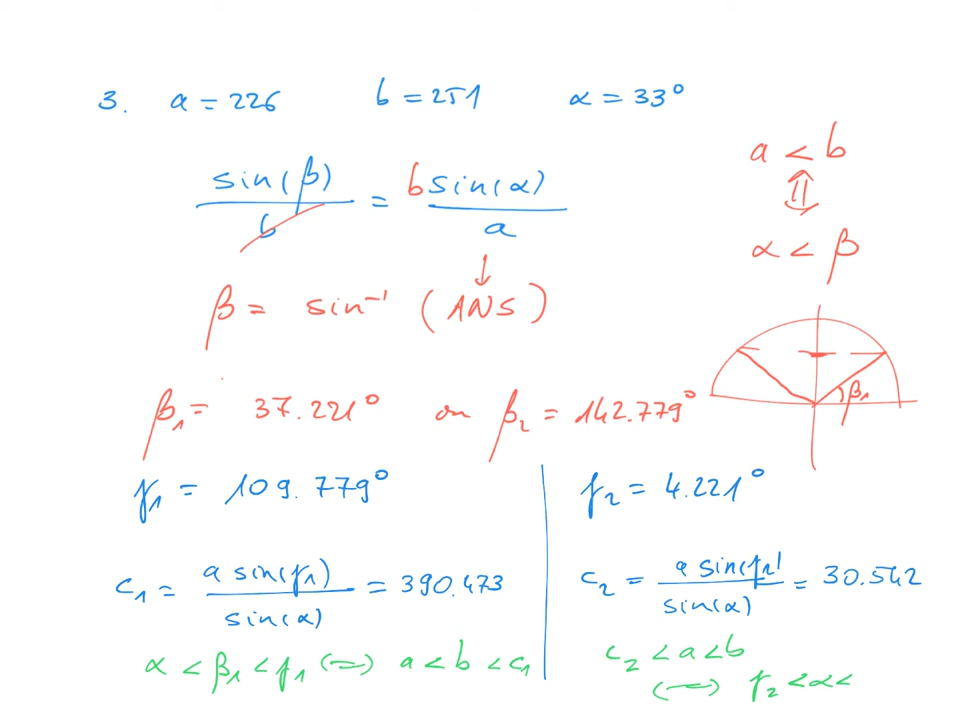 3. a = 226 b = 251 α = 33°
sin(β) / b = b sin(α) / a
a < b
⇕
α < β
↓
β = sin⁻¹ (ANS)
β₁
β₁ = 37.221° or β₂ = 142.779°
γ₁ = 109.779°
γ₂ = 4.221°
c₁ = a sin(γ₁) / sin(α) = 390.473
c₂ = a sin(γ₂) / sin(α) = 30.542
α < β₁ < γ₁ ⟺ a < b < c₁
c₂ < a < b
⟺ γ₂ < α <